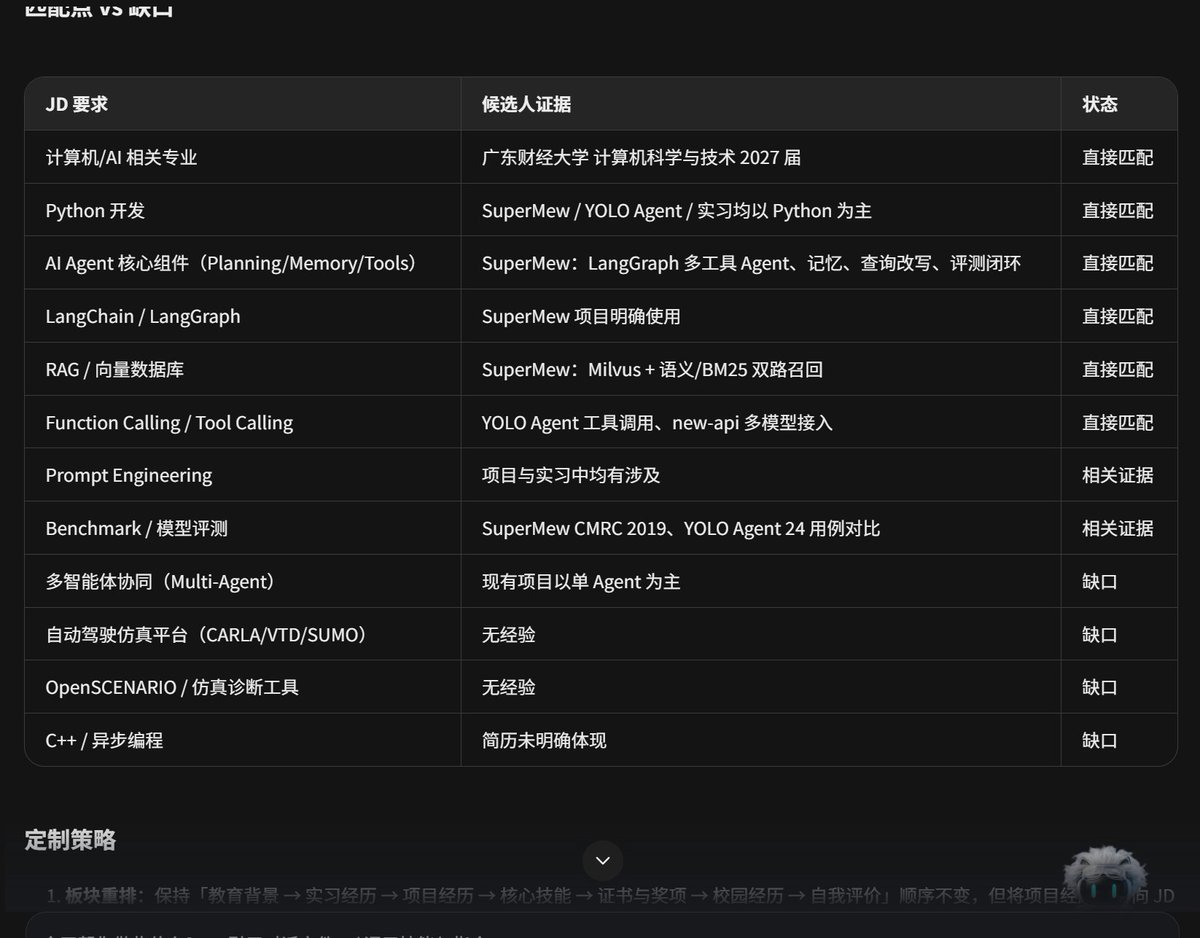 匹配点 vs 缺口
JD 要求 候选人证据 状态
计算机/AI 相关专业 广东财经大学 计算机科学与技术 2027 届 直接匹配
Python 开发 SuperMew / YOLO Agent / 实习均以 Python 为主 直接匹配
AI Agent 核心组件（Planning/Memory/Tools） SuperMew：LangGraph 多工具 Agent、记忆、查询改写、评测闭环 直接匹配
LangChain / LangGraph SuperMew 项目明确使用 直接匹配
RAG / 向量数据库 SuperMew：Milvus + 语义/BM25 双路召回 直接匹配
Function Calling / Tool Calling YOLO Agent 工具调用、new-api 多模型接入 直接匹配
Prompt Engineering 项目与实习中均有涉及 相关证据
Benchmark / 模型评测 SuperMew CMRC 2019、YOLO Agent 24 用例对比 相关证据
多智能体协同（Multi-Agent） 现有项目以单 Agent 为主 缺口
自动驾驶仿真平台（CARLA/VTD/SUMO） 无经验 缺口
OpenSCENARIO / 仿真诊断工具 无经验 缺口
C++ / 异步编程 简历未明确体现 缺口
定制策略
1. 板块重排：保持「教育背景 → 实习经历 → 项目经历 → 核心技能 → 证书与奖项 → 校园经历 → 自我评价」顺序不变，但将项目经 向 JD